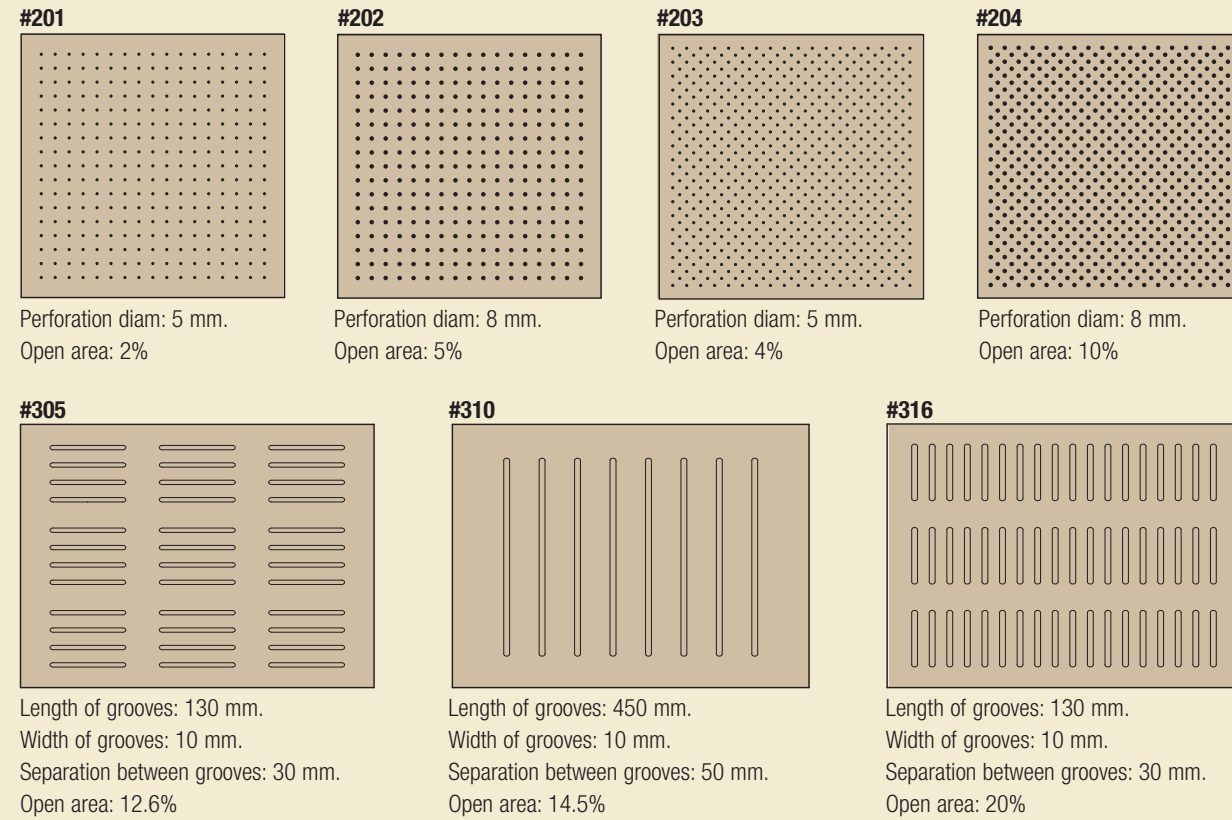 #201
#202
#203
#204
Perforation diam: 5 mm.
Open area: 2%
Perforation diam: 8 mm.
Open area: 5%
Perforation diam: 5 mm.
Open area: 4%
Perforation diam: 8 mm.
Open area: 10%
#305
#310
#316
Length of grooves: 130 mm.
Width of grooves: 10 mm.
Separation between grooves: 30 mm.
Open area: 12.6%
Length of grooves: 450 mm.
Width of grooves: 10 mm.
Separation between grooves: 50 mm.
Open area: 14.5%
Length of grooves: 130 mm.
Width of grooves: 10 mm.
Separation between grooves: 30 mm.
Open area: 20%